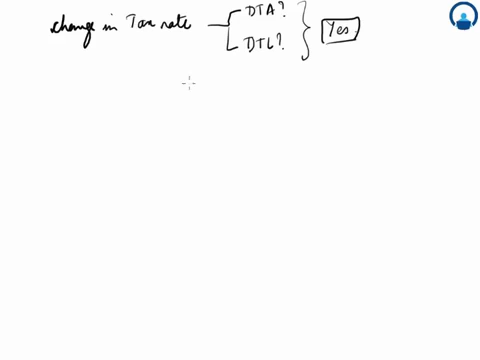 change in Tax rate
DTA?
DTL?
Yes